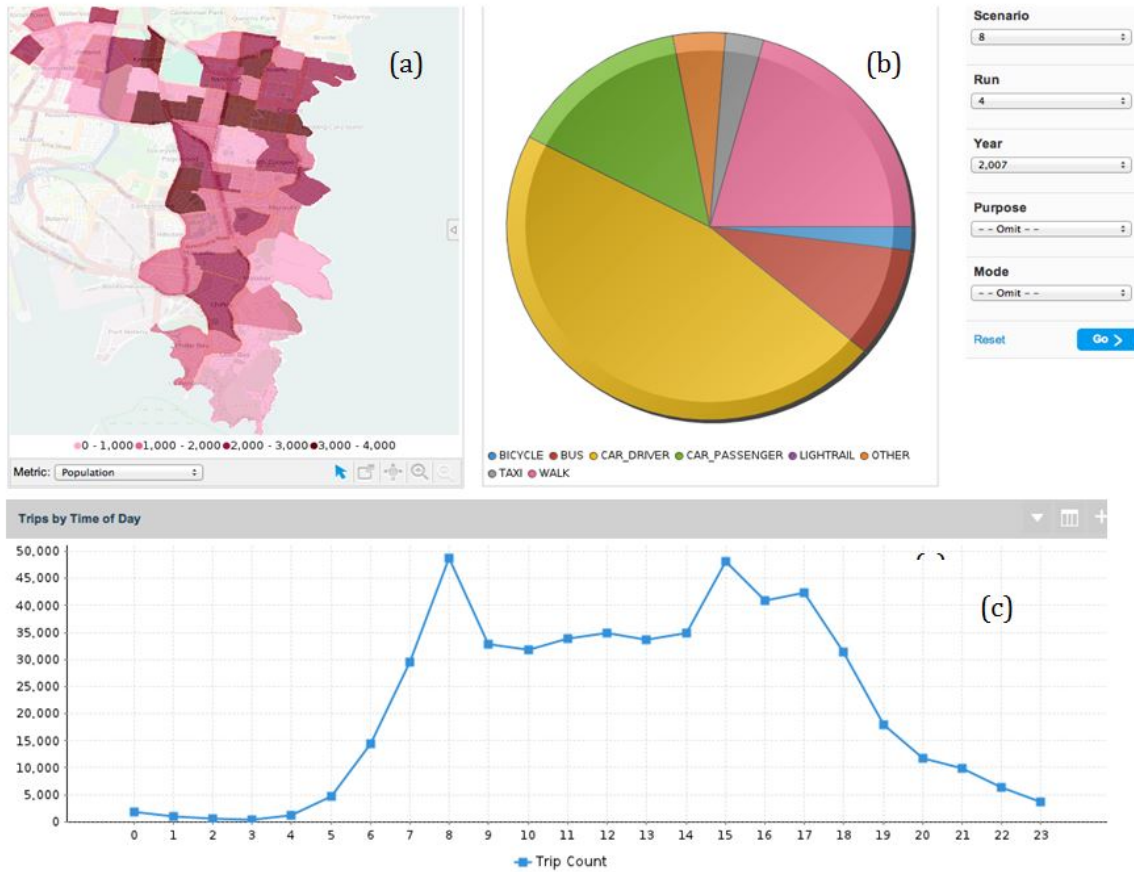 (a)
0 - 1,000 1,000 - 2,000 2,000 - 3,000 3,000 - 4,000
Metric: Population
(b)
BICYCLE BUS CAR_DRIVER CAR_PASSENGER LIGHTRAIL OTHER
TAXI WALK
Scenario
8
Run
4
Year
2,007
Purpose
- - Omit - -
Mode
- - Omit - -
Reset Go
Trips by Time of Day
(c)
50,000
45,000
40,000
35,000
30,000
25,000
20,000
15,000
10,000
5,000
0
0 1 2 3 4 5 6 7 8 9 10 11 12 13 14 15 16 17 18 19 20 21 22 23
Trip Count